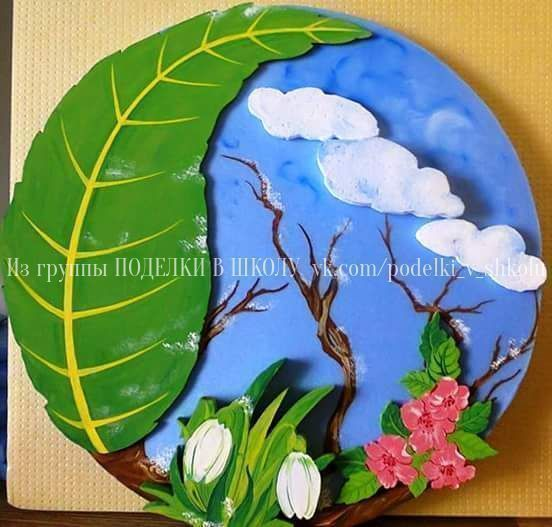 Из группы ПОДЕЛКИ В ШКОЛУ vk.com/podelki_v_shkolu